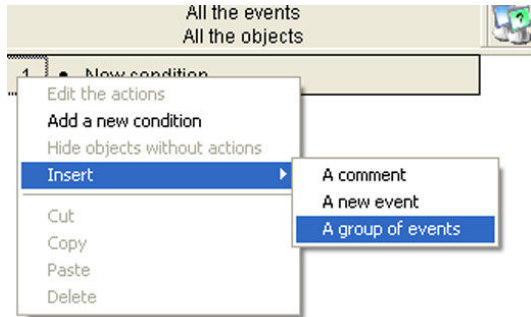 All the events
All the objects
1 • New condition
Edit the actions
Add a new condition
Hide objects without actions
Insert
A comment
A new event
A group of events
Cut
Copy
Paste
Delete